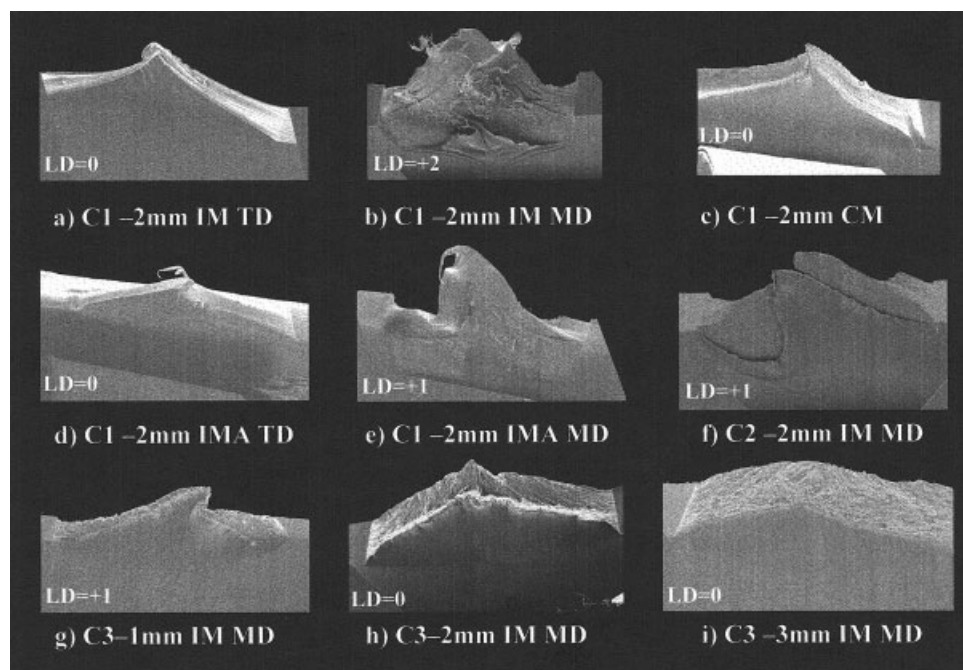 LD=0
LD=+2
LD=0
a) C1 –2mm IM TD
b) C1 –2mm IM MD
c) C1 –2mm CM
LD=0
LD=+1
LD=+1
d) C1 –2mm IMA TD
e) C1 –2mm IMA MD
f) C2 –2mm IM MD
LD=+1
LD=0
LD=0
g) C3–1mm IM MD
h) C3–2mm IM MD
i) C3 –3mm IM MD